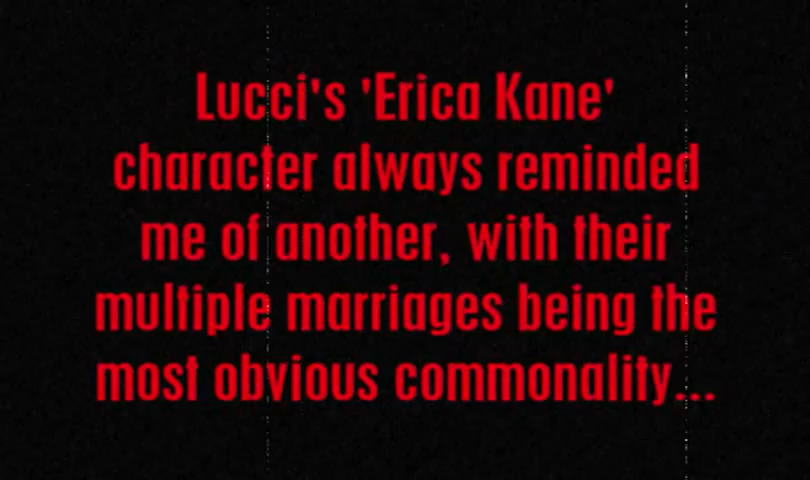 Lucci's 'Erica Kane'
character always reminded
me of another, with their
multiple marriages being the
most obvious commonality...